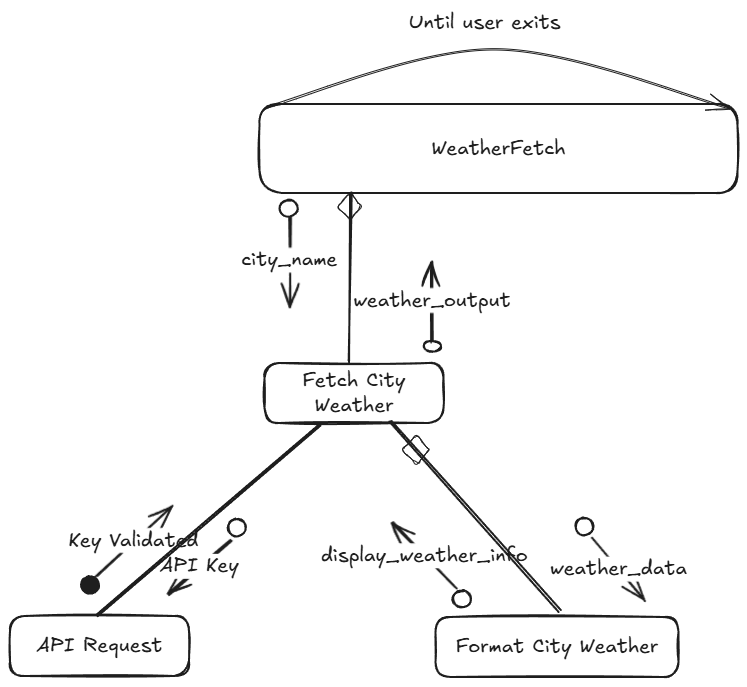 Until user exits
WeatherFetch
city_name
weather_output
Fetch City
Weather
Key Validated
API Key
display_weather_info
weather_data
API Request
Format City Weather